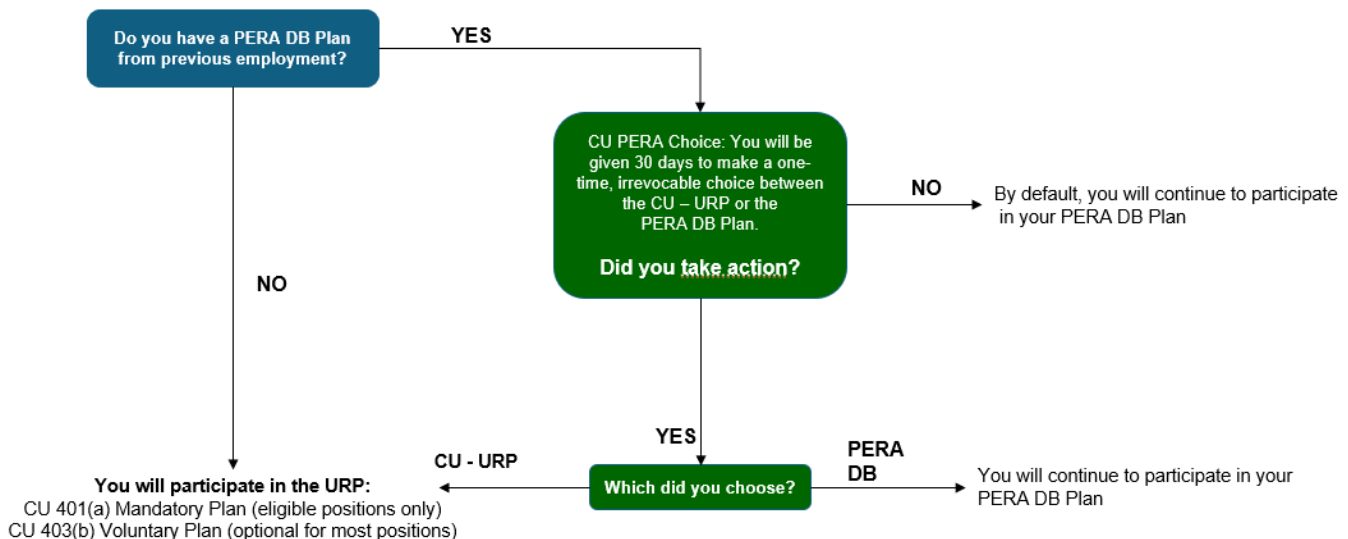 Do you have a PERA DB Plan
from previous employment?
YES
CU PERA Choice: You will be
given 30 days to make a one-
time, irrevocable choice between
the CU – URP or the
PERA DB Plan.
Did you take action?
NO
By default, you will continue to participate
in your PERA DB Plan
NO
YES
CU - URP
Which did you choose?
PERA
DB
You will continue to participate in your
PERA DB Plan
You will participate in the URP:
CU 401(a) Mandatory Plan (eligible positions only)
CU 403(b) Voluntary Plan (optional for most positions)